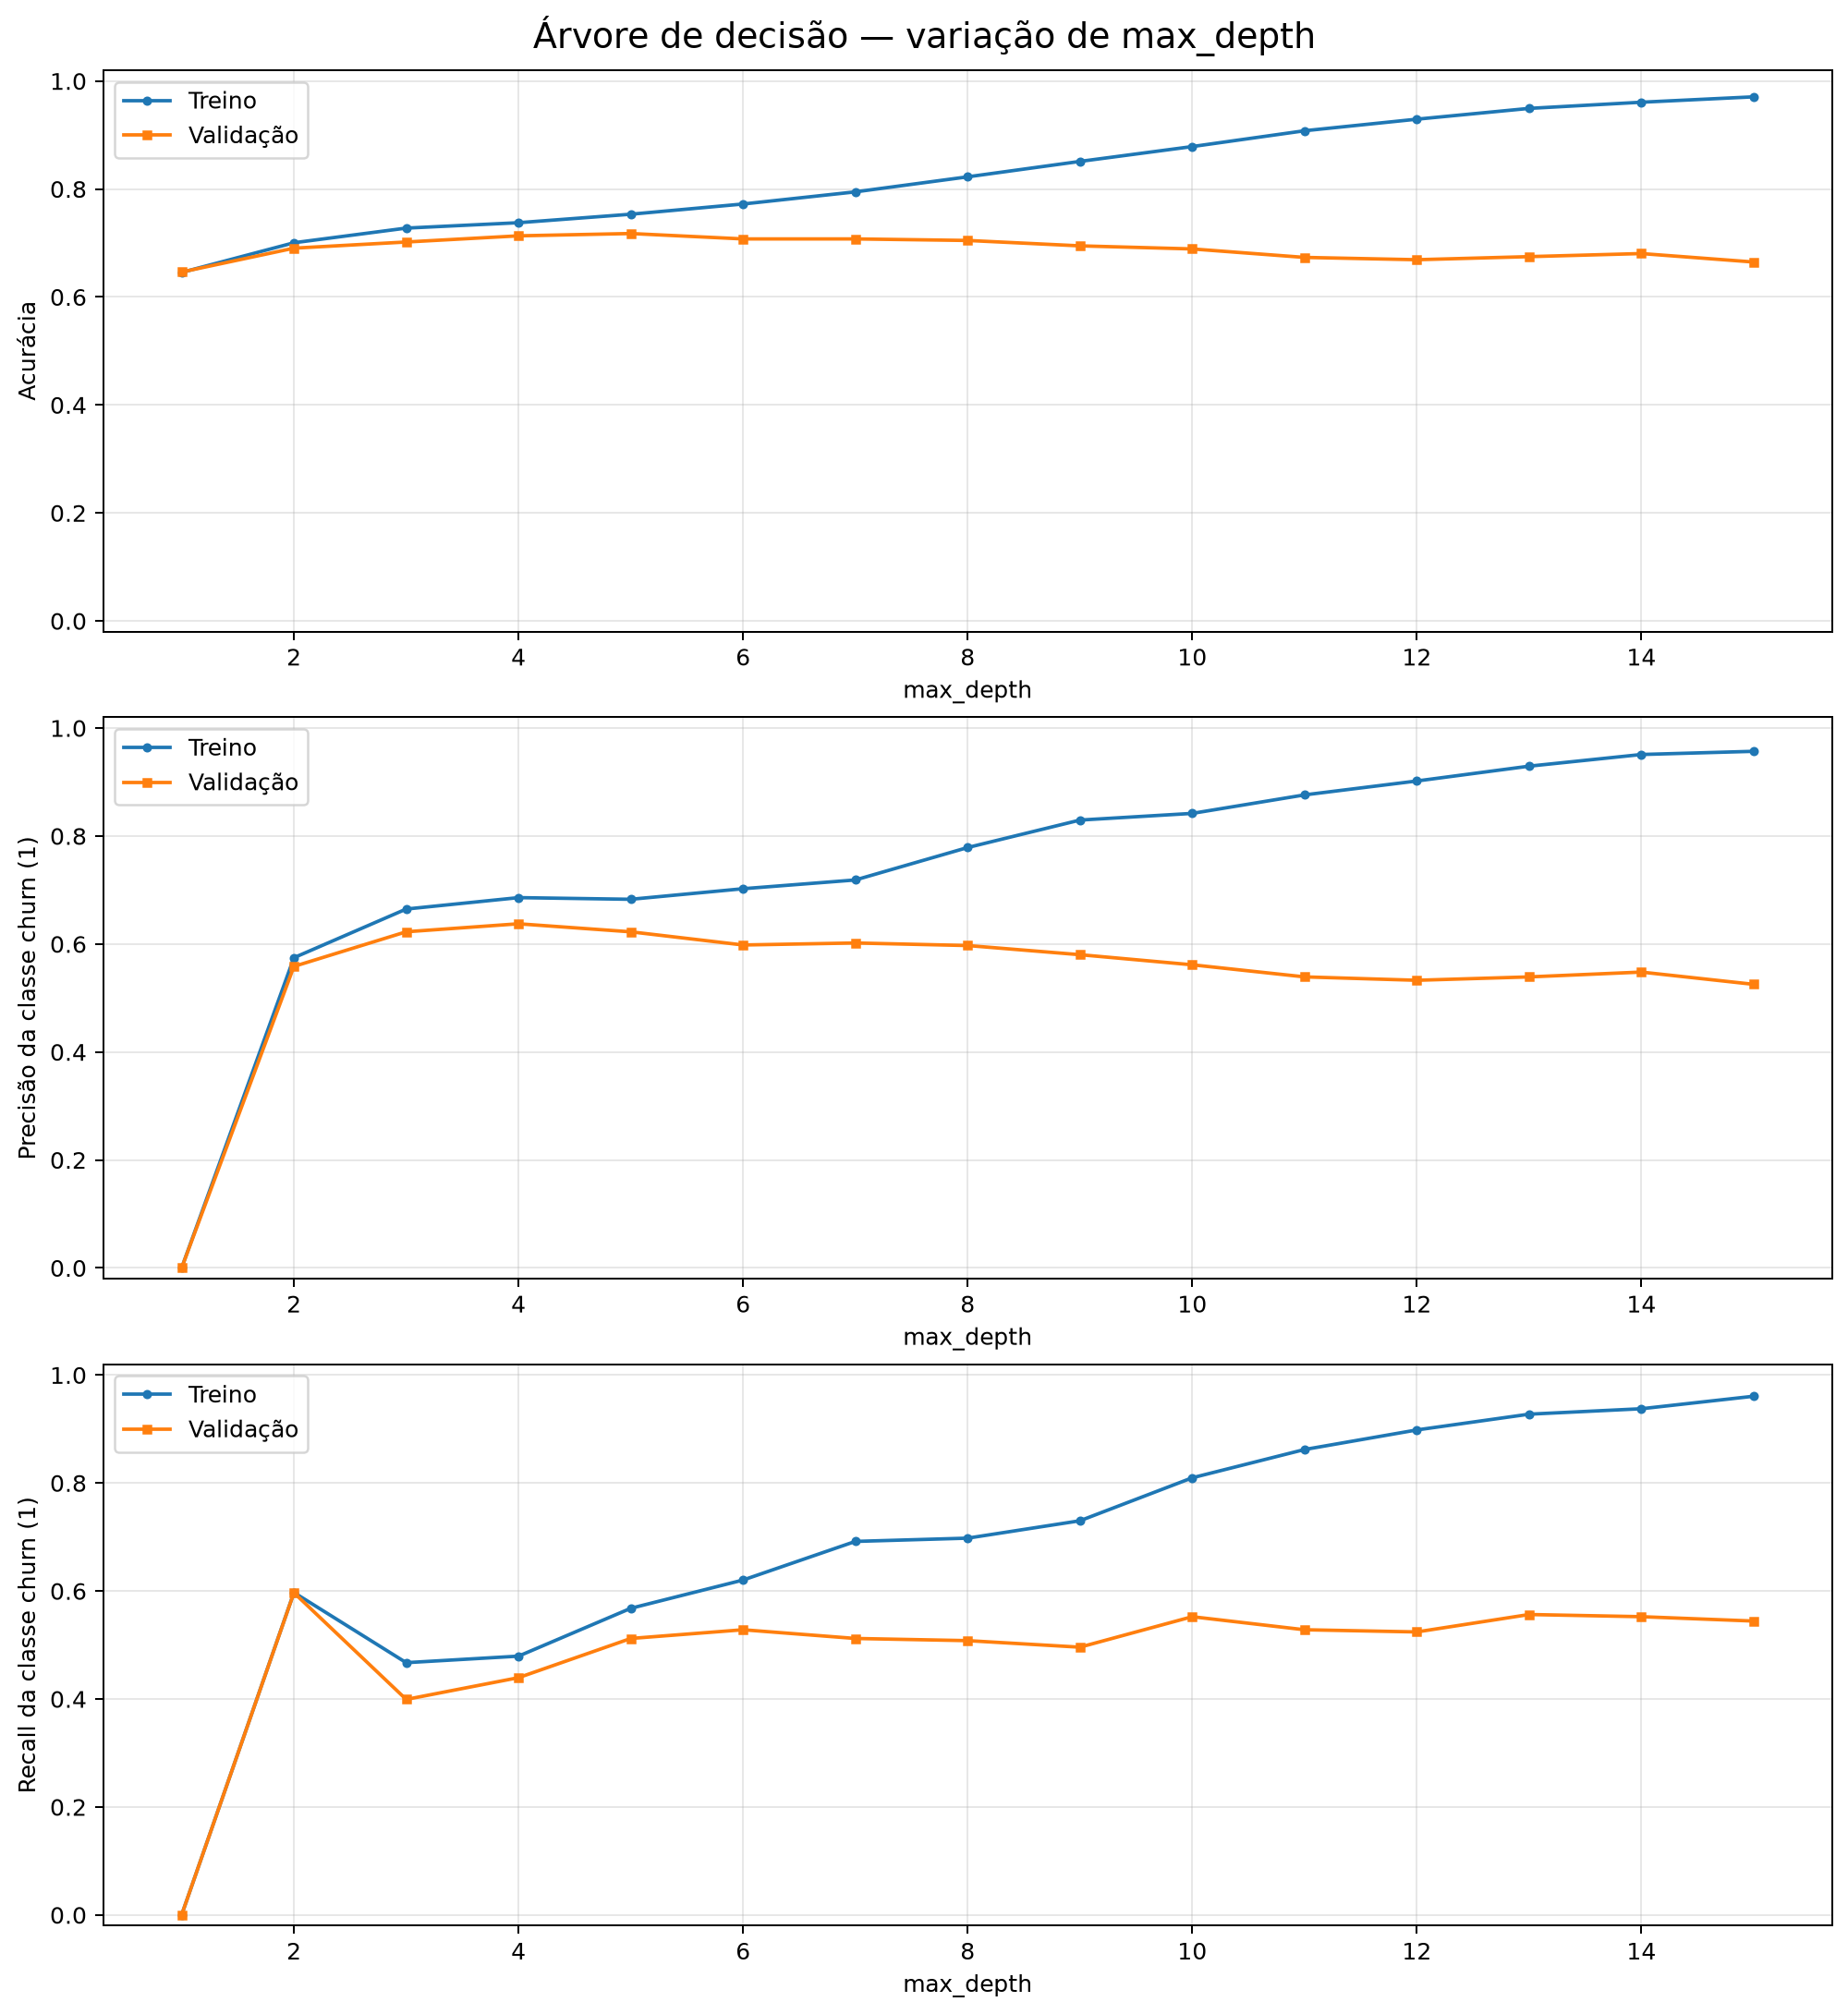 Árvore de decisão — variação de max_depth
1.0
0.8
0.6
0.4
0.2
0.0
Acurácia
Treino
Validação
2 4 6 8 10 12 14
max_depth
1.0
0.8
0.6
0.4
0.2
0.0
Precisão da classe churn (1)
Treino
Validação
2 4 6 8 10 12 14
max_depth
1.0
0.8
0.6
0.4
0.2
0.0
Recall da classe churn (1)
Treino
Validação
2 4 6 8 10 12 14
max_depth